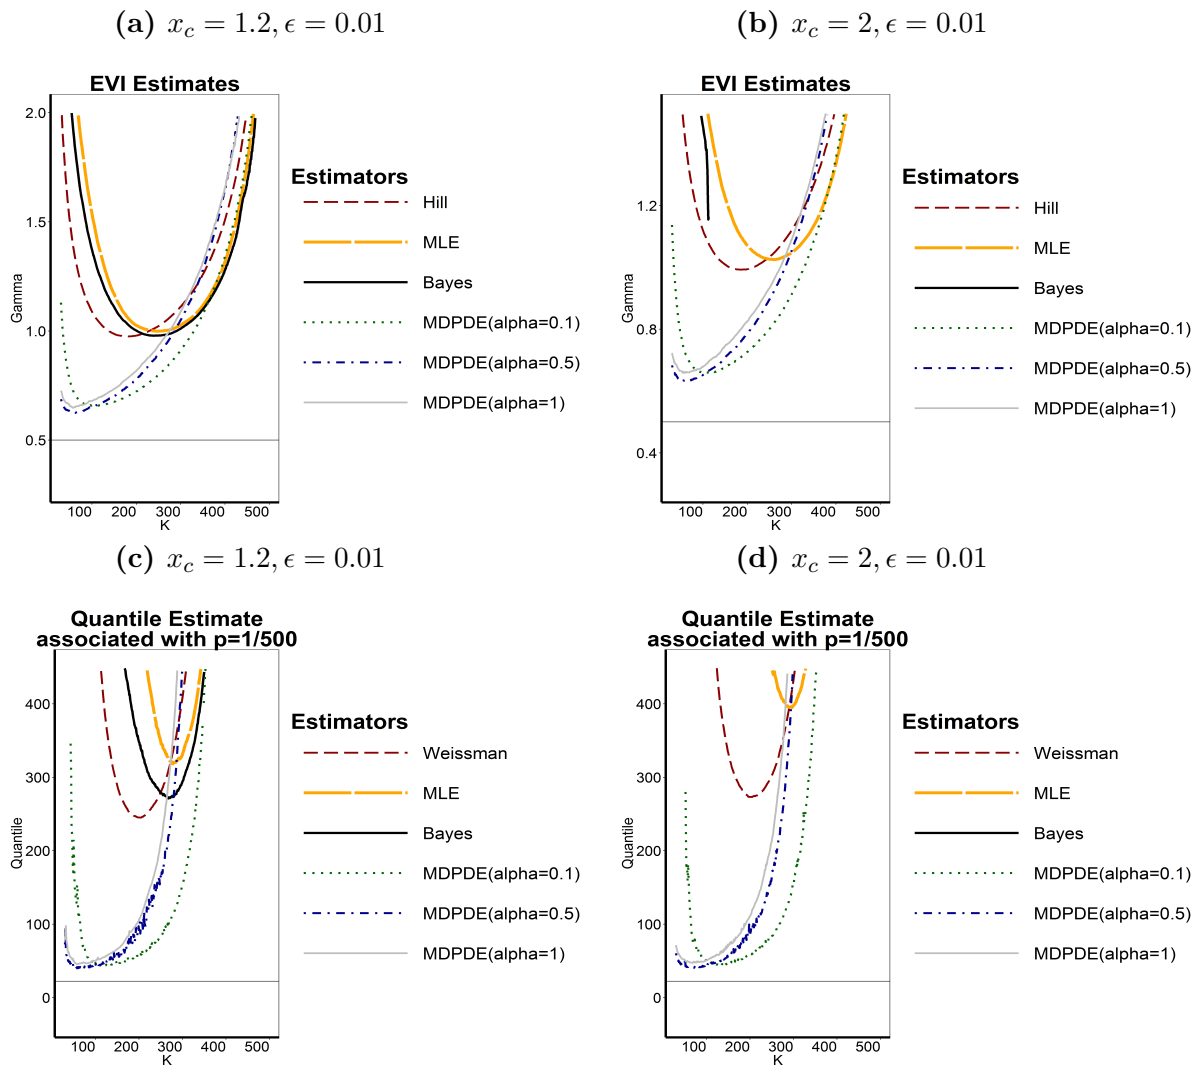 (a) x_c = 1.2, ϵ = 0.01
EVI Estimates
2.0
1.5
1.0
0.5
Gamma
100 200 300 400 500
K
Estimators
Hill
MLE
Bayes
MDPDE(alpha=0.1)
MDPDE(alpha=0.5)
MDPDE(alpha=1)
(b) x_c = 2, ϵ = 0.01
EVI Estimates
1.2
0.8
0.4
Gamma
100 200 300 400 500
K
Estimators
Hill
MLE
Bayes
MDPDE(alpha=0.1)
MDPDE(alpha=0.5)
MDPDE(alpha=1)
(c) x_c = 1.2, ϵ = 0.01
Quantile Estimate
associated with p=1/500
400
300
200
100
0
Quantile
100 200 300 400 500
K
Estimators
Weissman
MLE
Bayes
MDPDE(alpha=0.1)
MDPDE(alpha=0.5)
MDPDE(alpha=1)
(d) x_c = 2, ϵ = 0.01
Quantile Estimate
associated with p=1/500
400
300
200
100
0
Quantile
100 200 300 400 500
K
Estimators
Weissman
MLE
Bayes
MDPDE(alpha=0.1)
MDPDE(alpha=0.5)
MDPDE(alpha=1)